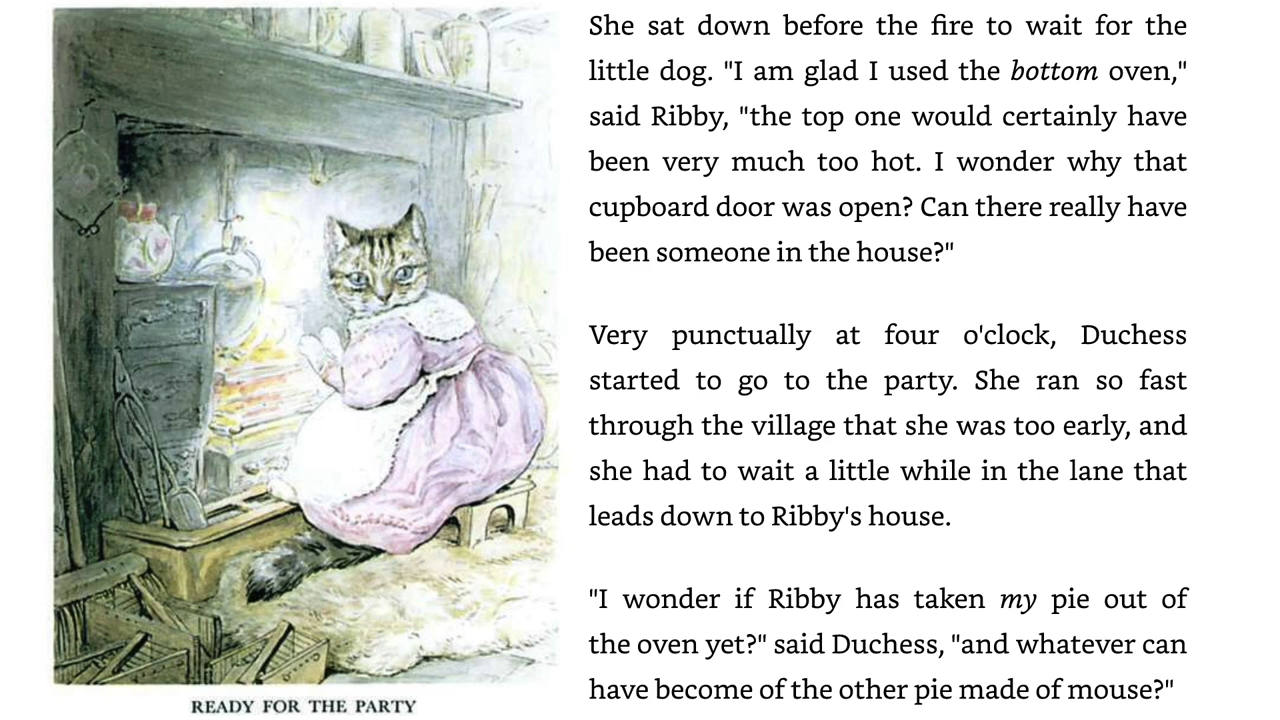 She sat down before the fire to wait for the
little dog. "I am glad I used the bottom oven,"
said Ribby, "the top one would certainly have
been very much too hot. I wonder why that
cupboard door was open? Can there really have
been someone in the house?"
Very punctually at four o'clock, Duchess
started to go to the party. She ran so fast
through the village that she was too early, and
she had to wait a little while in the lane that
leads down to Ribby's house.
"I wonder if Ribby has taken my pie out of
the oven yet?" said Duchess, "and whatever can
have become of the other pie made of mouse?"
READY FOR THE PARTY